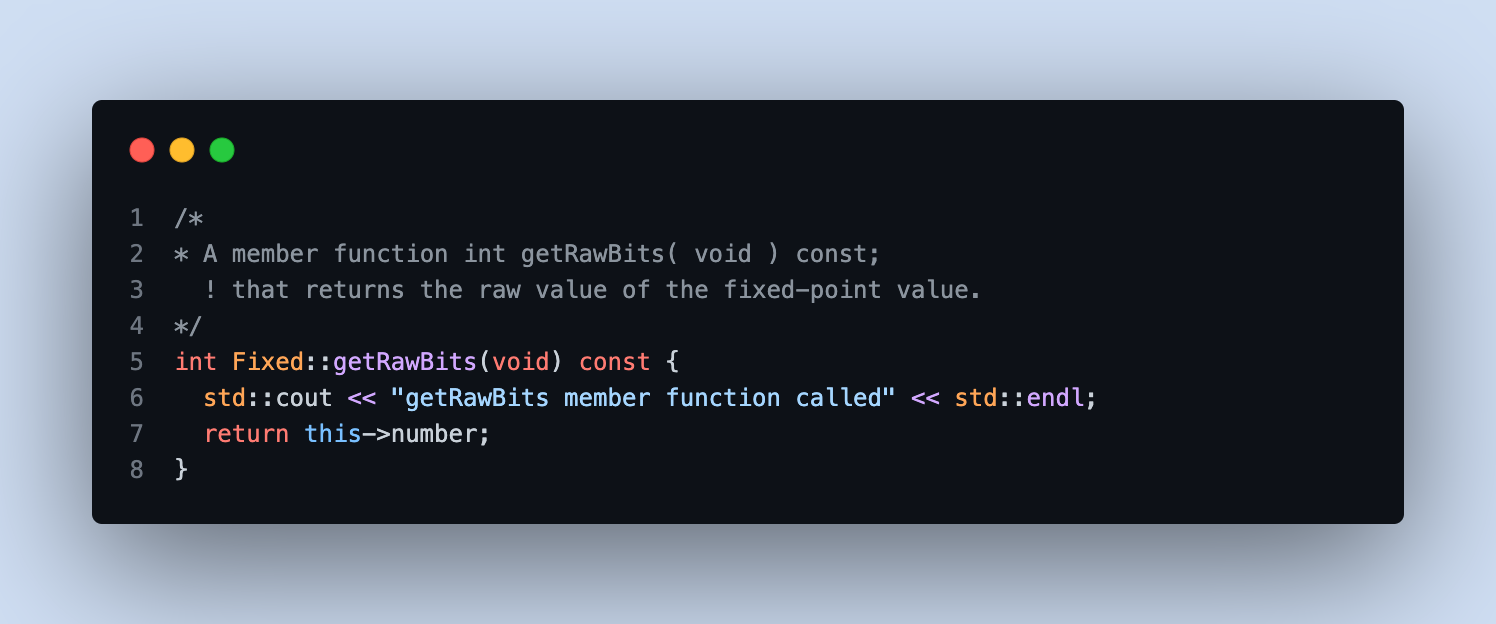 1 /*
2 * A member function int getRawBits( void ) const;
3   ! that returns the raw value of the fixed-point value.
4 */
5 int Fixed::getRawBits(void) const {
6   std::cout << "getRawBits member function called" << std::endl;
7   return this->number;
8 }